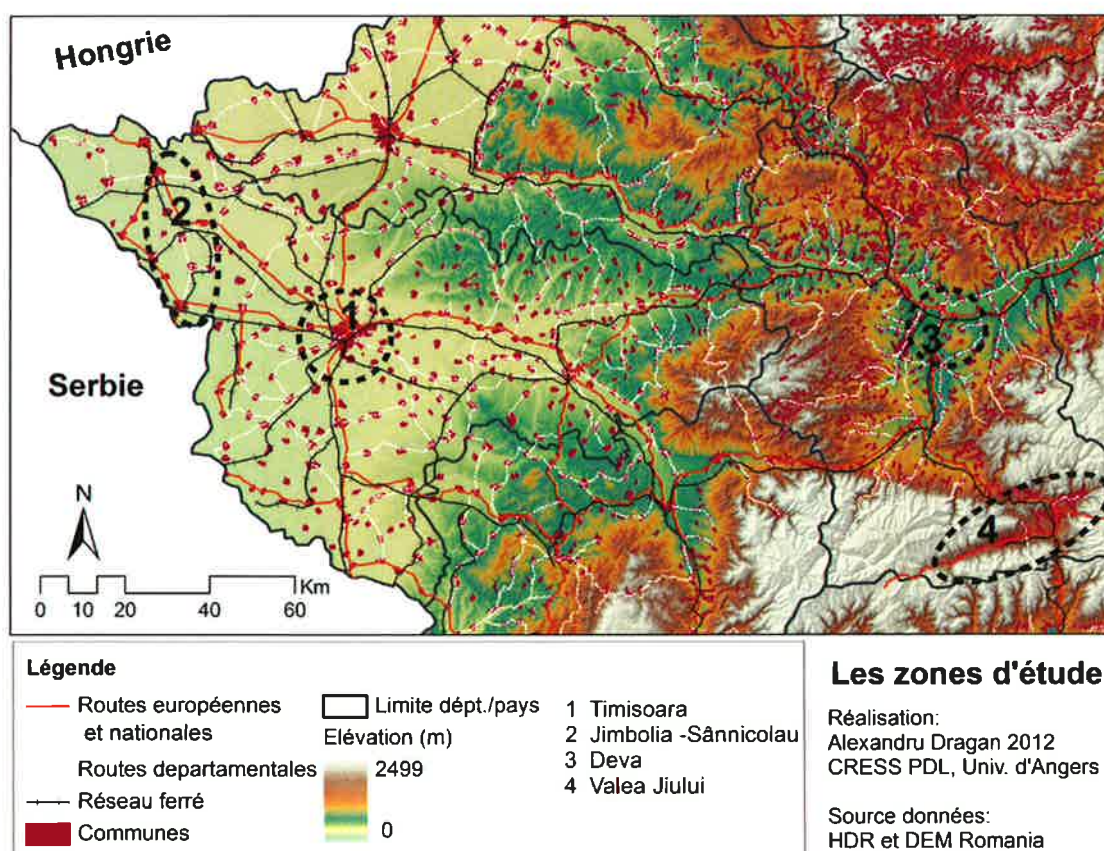 Hongrie
2
1
3
Serbie
4
N
Km
0 10 20 40 60
Légende
Routes européennes
et nationales
Routes departamentales
Réseau ferré
Communes
Limite dépt./pays
Elévation (m)
2499
0
1 Timisoara
2 Jimbolia -Sânnicolau
3 Deva
4 Valea Jiului
Les zones d'étude
Réalisation:
Alexandru Dragan 2012
CRESS PDL, Univ. d'Angers
Source données:
HDR et DEM Romania